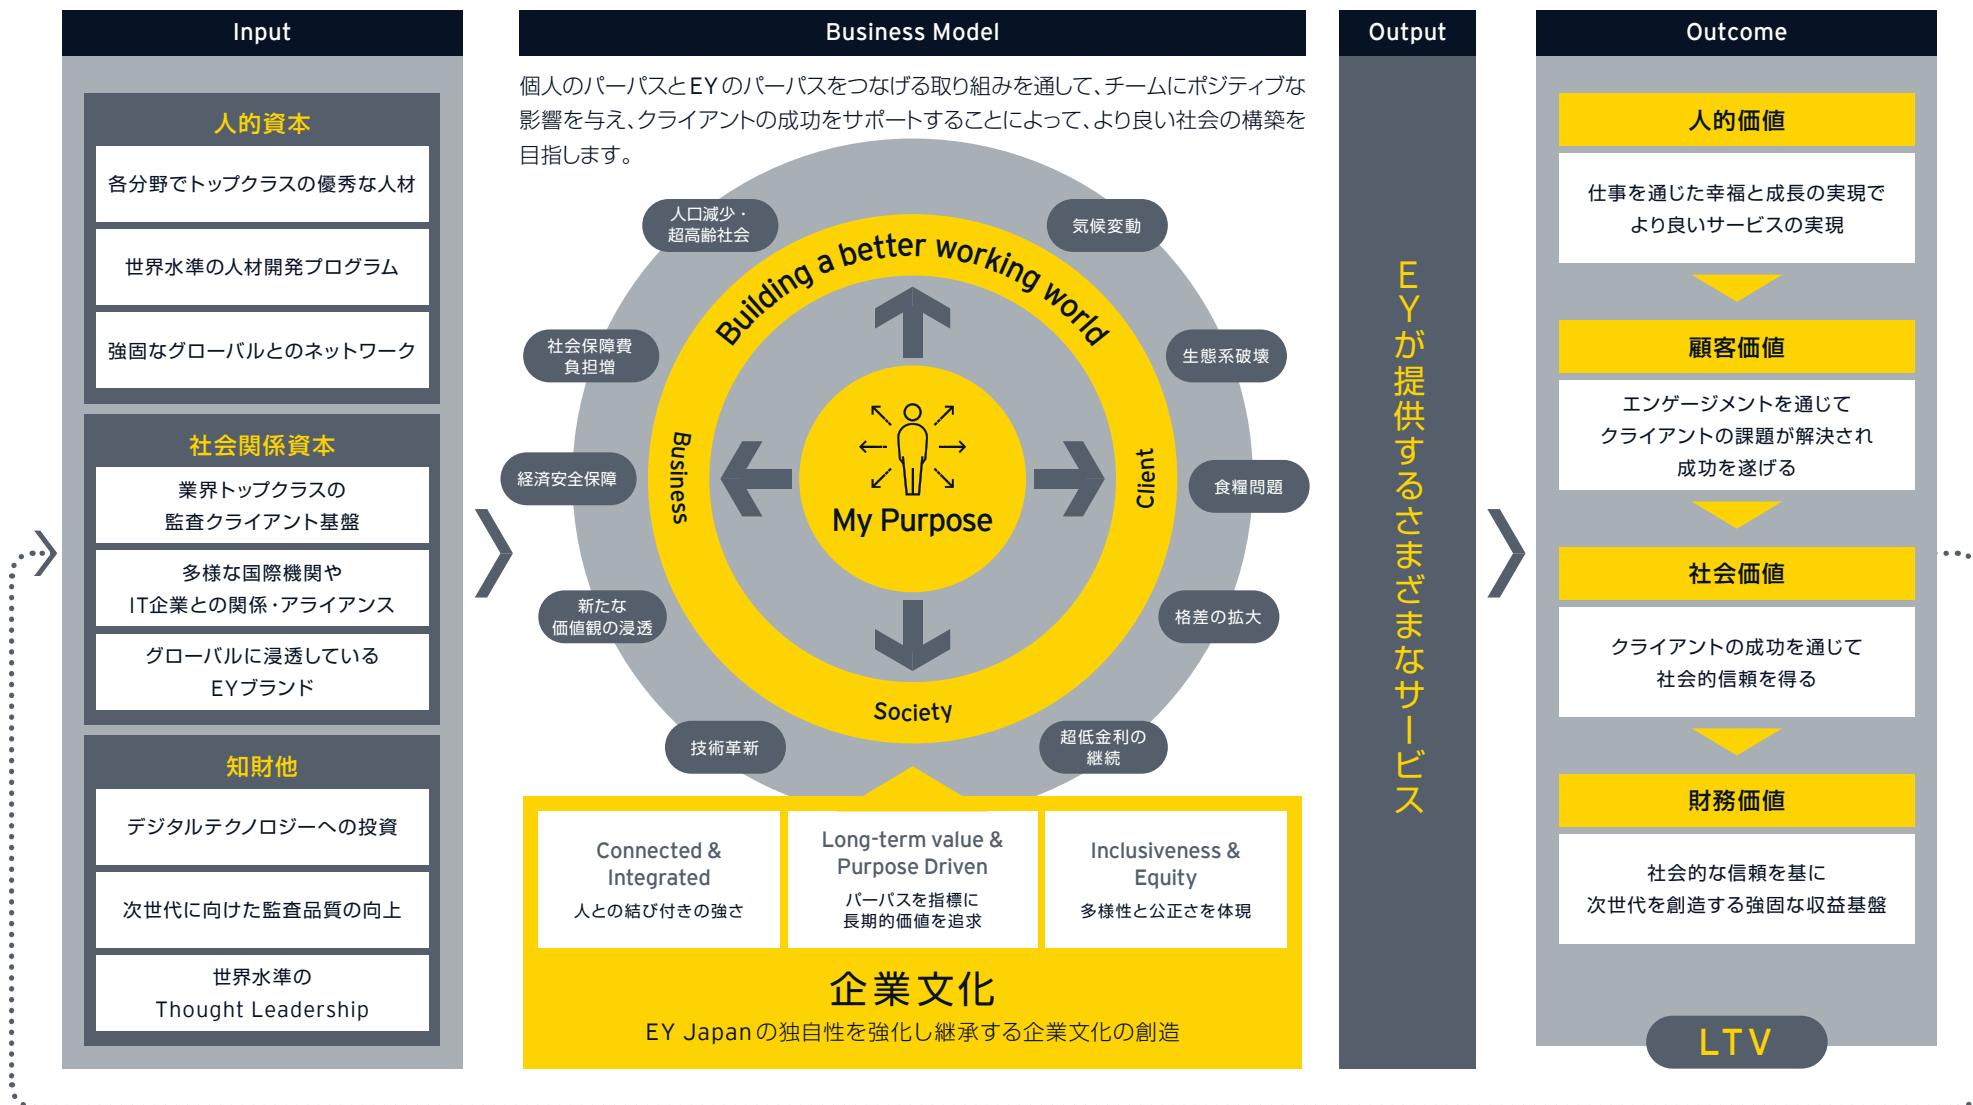 Input
人的資本
各分野でトップクラスの優秀な人材
世界水準の人材開発プログラム
強固なグローバルとのネットワーク
社会関係資本
業界トップクラスの
監査クライアント基盤
多様な国際機関や
IT企業との関係・アライアンス
グローバルに浸透している
EYブランド
知財他
デジタルテクノロジーへの投資
次世代に向けた監査品質の向上
世界水準の
Thought Leadership
Business Model
個人のパーパスとEYのパーパスをつなげる取り組みを通して、チームにポジティブな
影響を与え、クライアントの成功をサポートすることによって、より良い社会の構築を
目指します。
人口減少・
超高齢社会
気候変動
社会保障費
負担増
生態系破壊
経済安全保障
食糧問題
新たな
価値観の浸透
格差の拡大
技術革新
超低金利の
継続
Building a better working world
Business
Client
Society
My Purpose
Connected &
Integrated
人との結び付きの強さ
Long-term value &
Purpose Driven
パーパスを指標に
長期的価値を追求
Inclusiveness &
Equity
多様性と公正さを体現
企業文化
EY Japanの独自性を強化し継承する企業文化の創造
Output
EYが提供するさまざまなサービス
Outcome
人的価値
仕事を通じた幸福と成長の実現で
より良いサービスの実現
顧客価値
エンゲージメントを通じて
クライアントの課題が解決され
成功を遂げる
社会価値
クライアントの成功を通じて
社会的信頼を得る
財務価値
社会的な信頼を基に
次世代を創造する強固な収益基盤
LTV